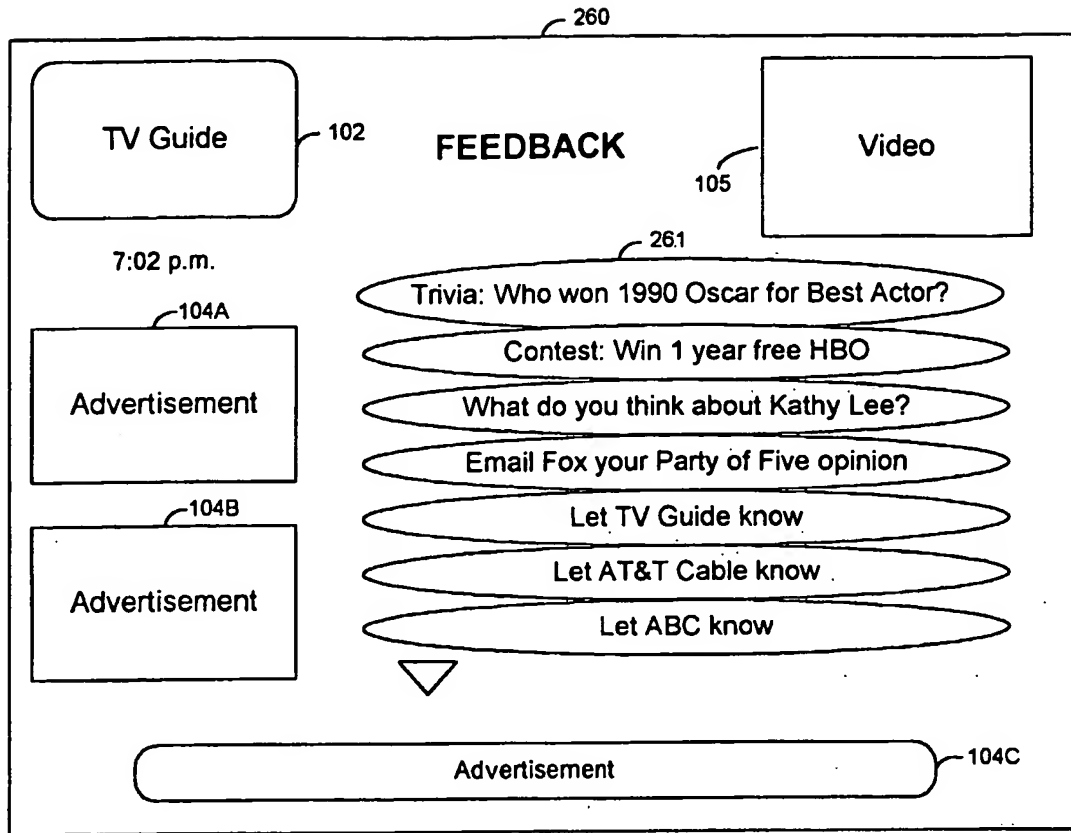 260
TV Guide
102
FEEDBACK
Video
105
7:02 p.m.
261
Trivia: Who won 1990 Oscar for Best Actor?
104A
Contest: Win 1 year free HBO
Advertisement
What do you think about Kathy Lee?
Email Fox your Party of Five opinion
104B
Let TV Guide know
Advertisement
Let AT&T Cable know
Let ABC know
Advertisement
104C